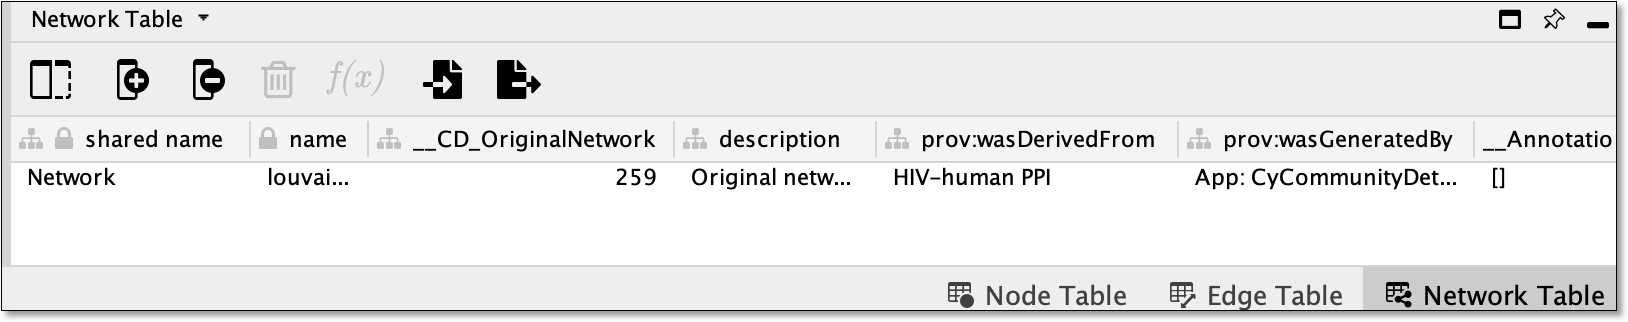 Network Table
f(x)
shared name name __CD_OriginalNetwork description prov:wasDerivedFrom prov:wasGeneratedBy __Annotatio
Network louvai... 259 Original netw... HIV-human PPI App: CyCommunityDet... []
Node Table Edge Table Network Table